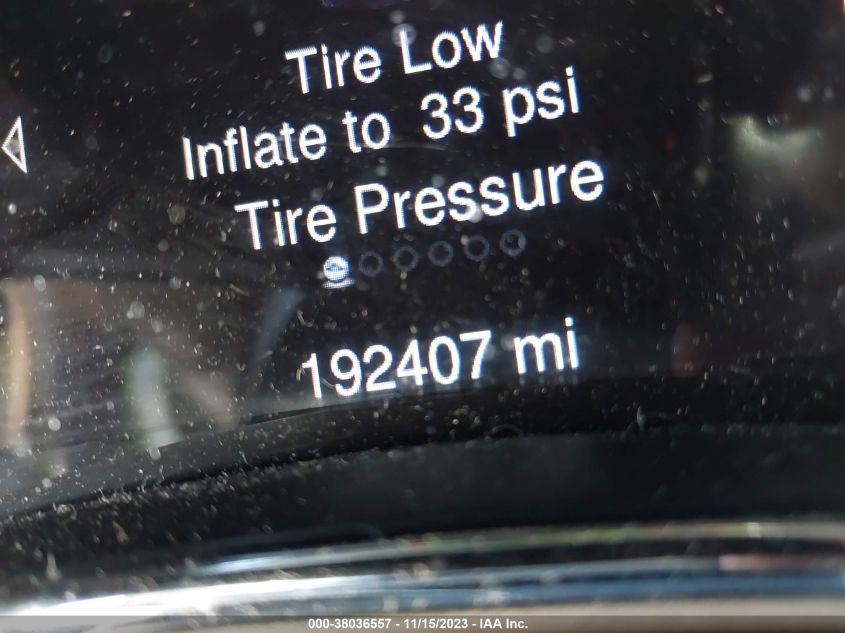 Tire Low
Inflate to 33 psi
Tire Pressure
192407 mi
000-38036557 - 11/15/2023 - IAA Inc.